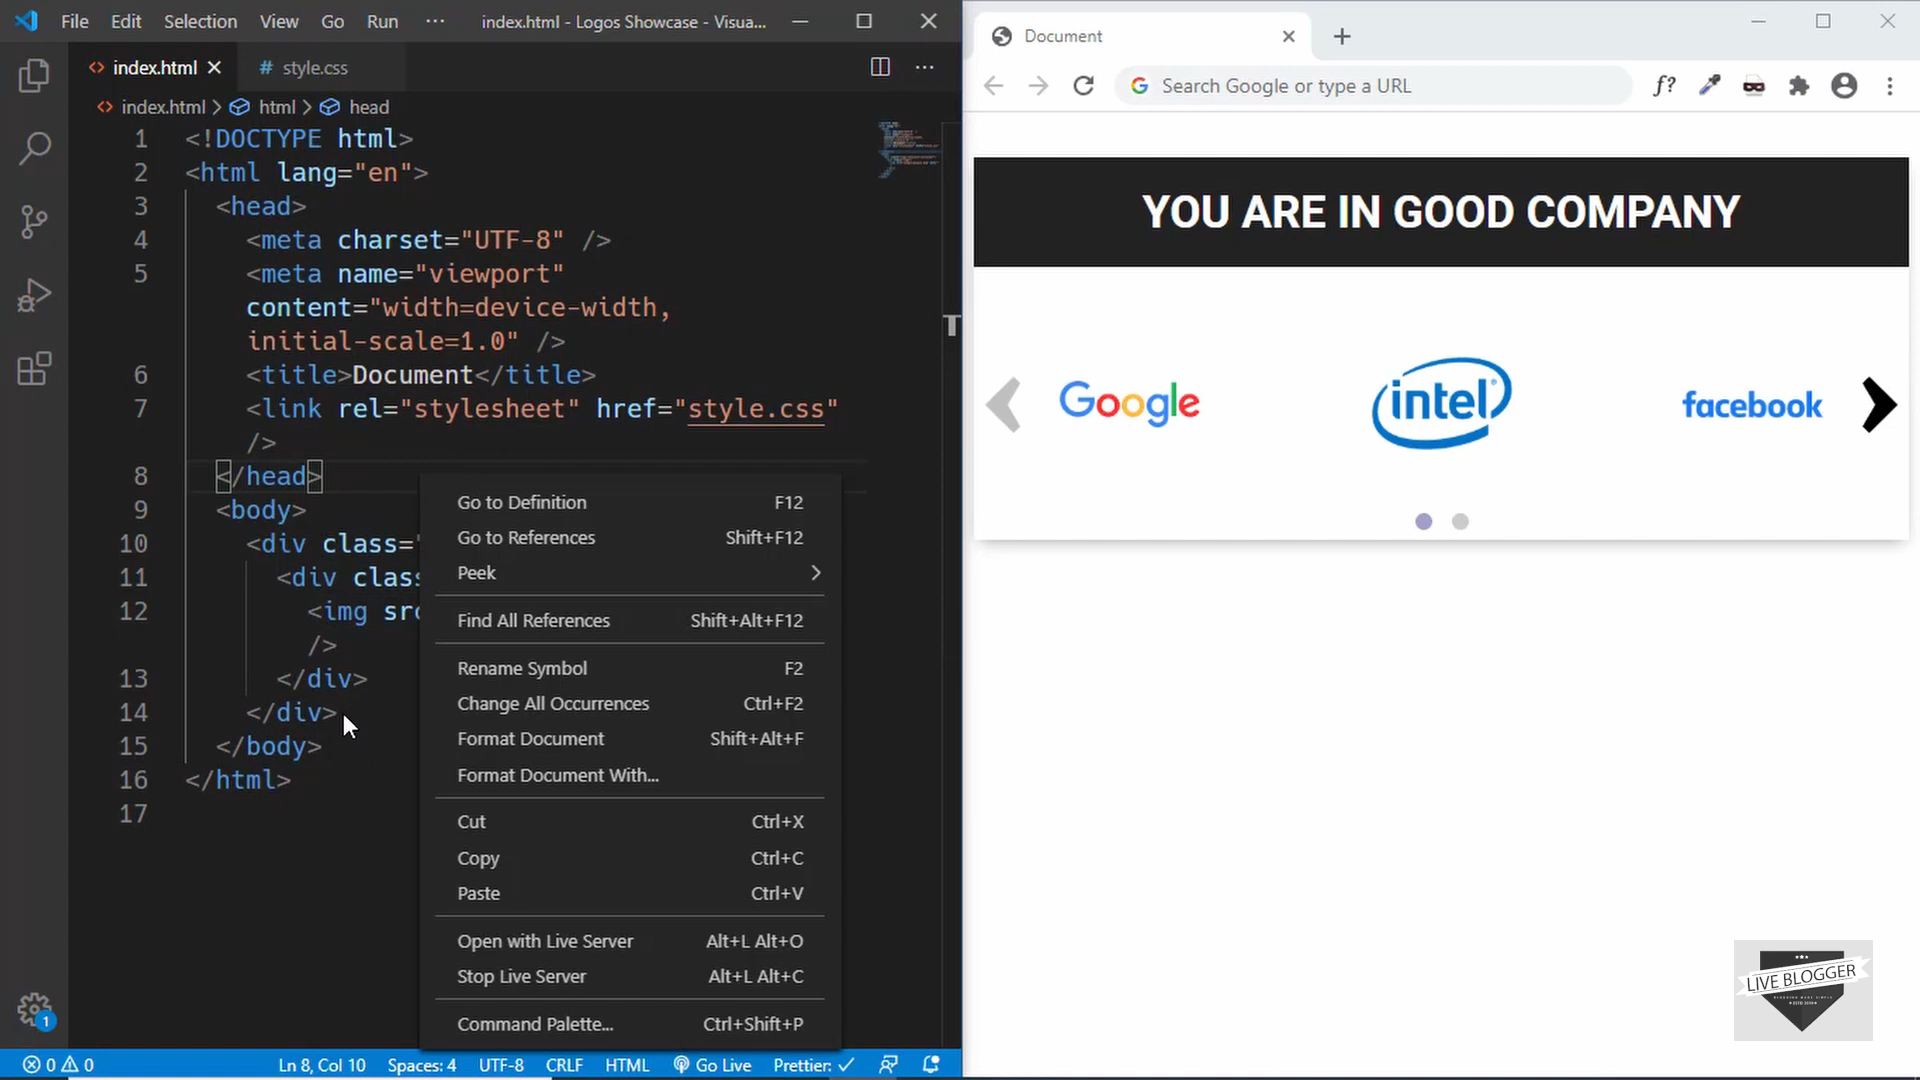 File Edit Selection View Go Run ··· index.html - Logos Showcase - Visua...
index.html
# style.css
index.html > html > head
1 <!DOCTYPE html>
2 <html lang="en">
3 <head>
4 <meta charset="UTF-8" />
5 <meta name="viewport"
content="width=device-width,
initial-scale=1.0" />
6 <title>Document</title>
7 <link rel="stylesheet" href="style.css"
/>
8 </head>
9 <body>
10 <div class="
11 <div class
12 <img src
/>
13 </div>
14 </div>
15 </body>
16 </html>
17
Go to Definition F12
Go to References Shift+F12
Peek
Find All References Shift+Alt+F12
Rename Symbol F2
Change All Occurrences Ctrl+F2
Format Document Shift+Alt+F
Format Document With...
Cut Ctrl+X
Copy Ctrl+C
Paste Ctrl+V
Open with Live Server Alt+L Alt+O
Stop Live Server Alt+L Alt+C
Command Palette... Ctrl+Shift+P
1
0 0 Ln 8, Col 10 Spaces: 4 UTF-8 CRLF HTML Go Live Prettier: ✓
Document
Search Google or type a URL
f?
YOU ARE IN GOOD COMPANY
Google
intel
facebook
T
LIVE BLOGGER